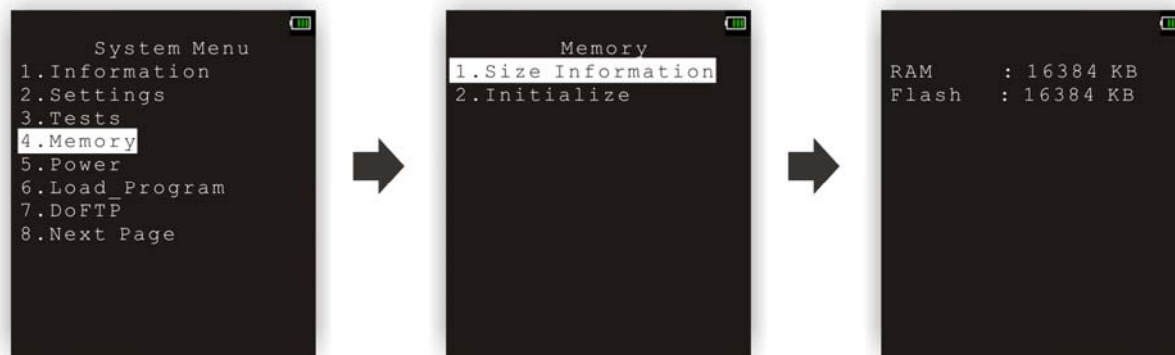 System Menu
1.Information
2.Settings
3.Tests
4.Memory
5.Power
6.Load_Program
7.DoFTP
8.Next Page
Memory
1.Size Information
2.Initialize
RAM : 16384 KB
Flash : 16384 KB